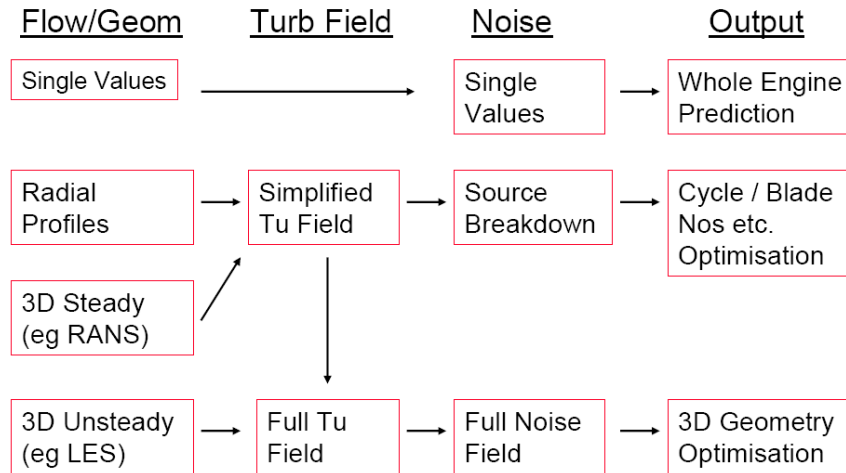 Flow/Geom
Turb Field
Noise
Output
Single Values
Single
Values
Whole Engine
Prediction
Radial
Profiles
Simplified
Tu Field
Source
Breakdown
Cycle / Blade
Nos etc.
Optimisation
3D Steady
(eg RANS)
3D Unsteady
(eg LES)
Full Tu
Field
Full Noise
Field
3D Geometry
Optimisation